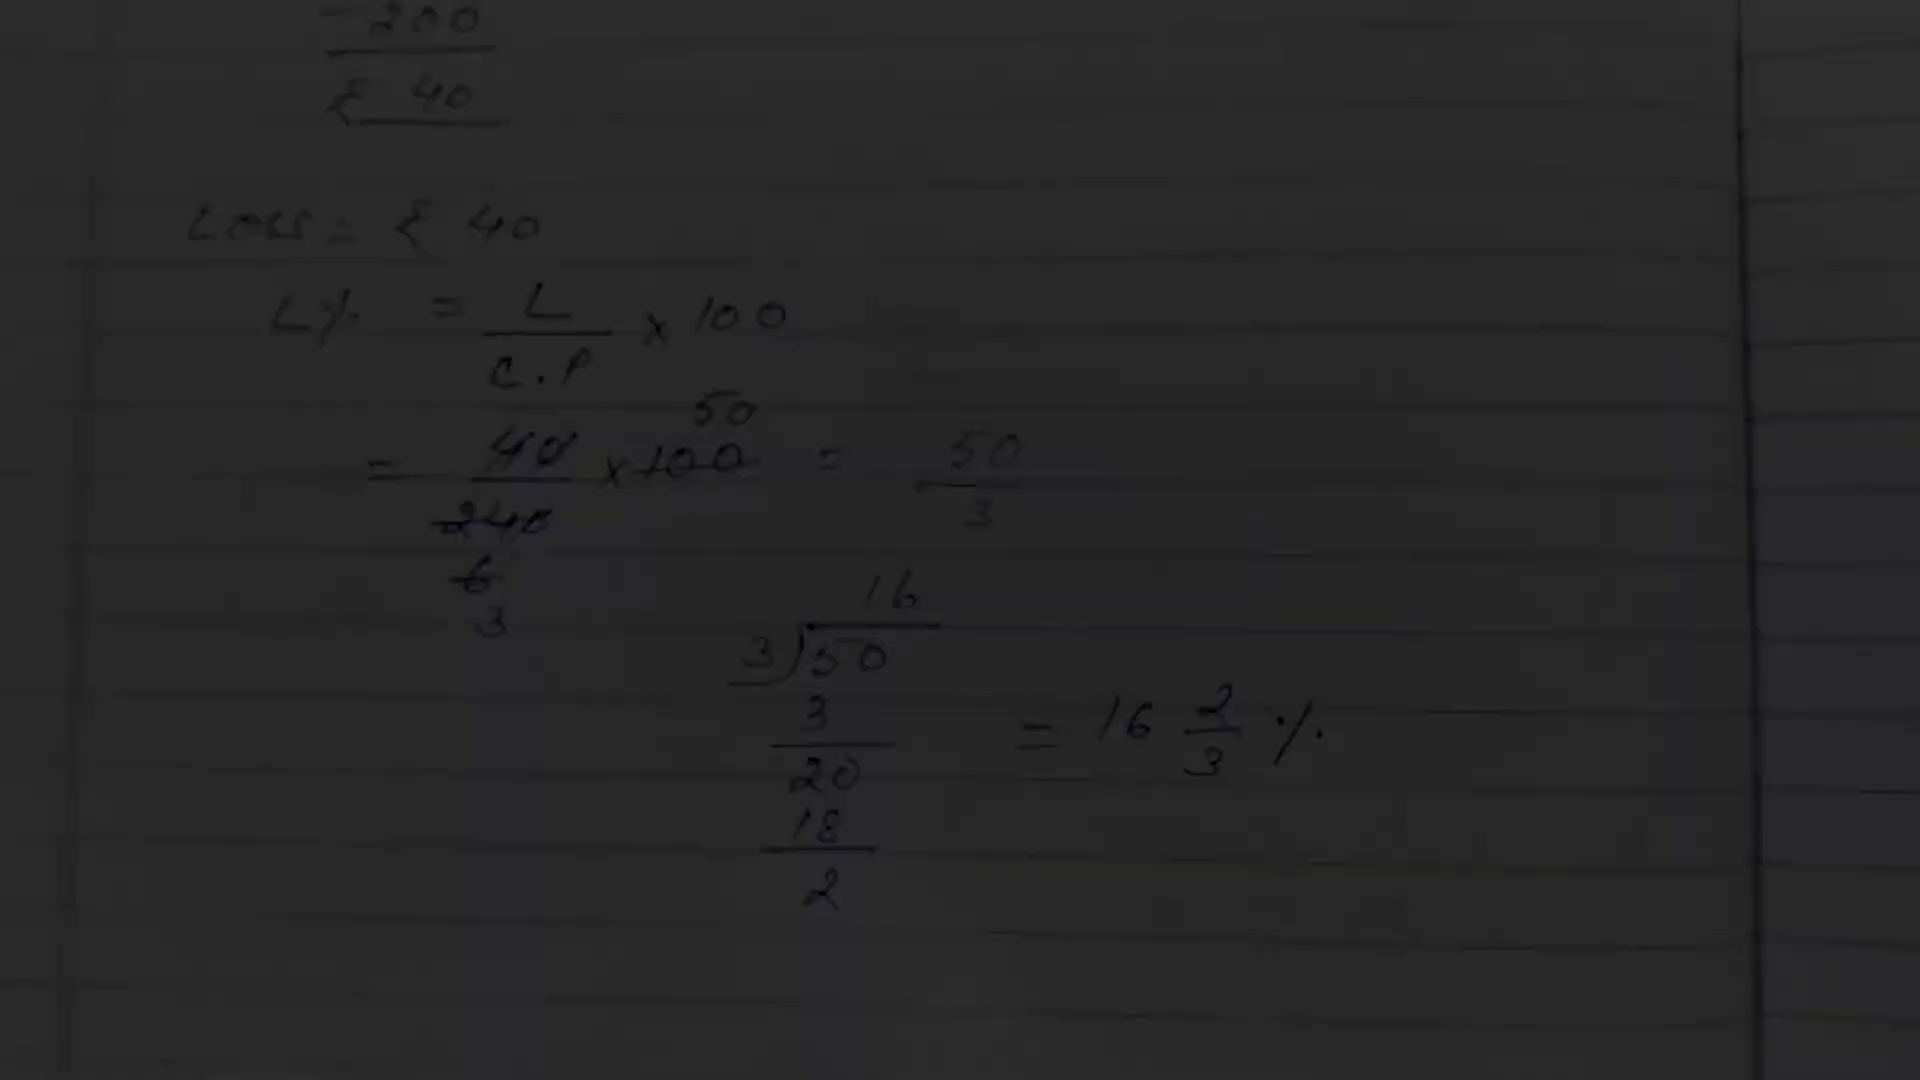 - 200
₹ 40
Loss = ₹ 40
L% = L/C.P × 100
50
= 40/240 × 100 = 50/3
6
3
16
3)50
3
20
= 16 2/3 %
18
2